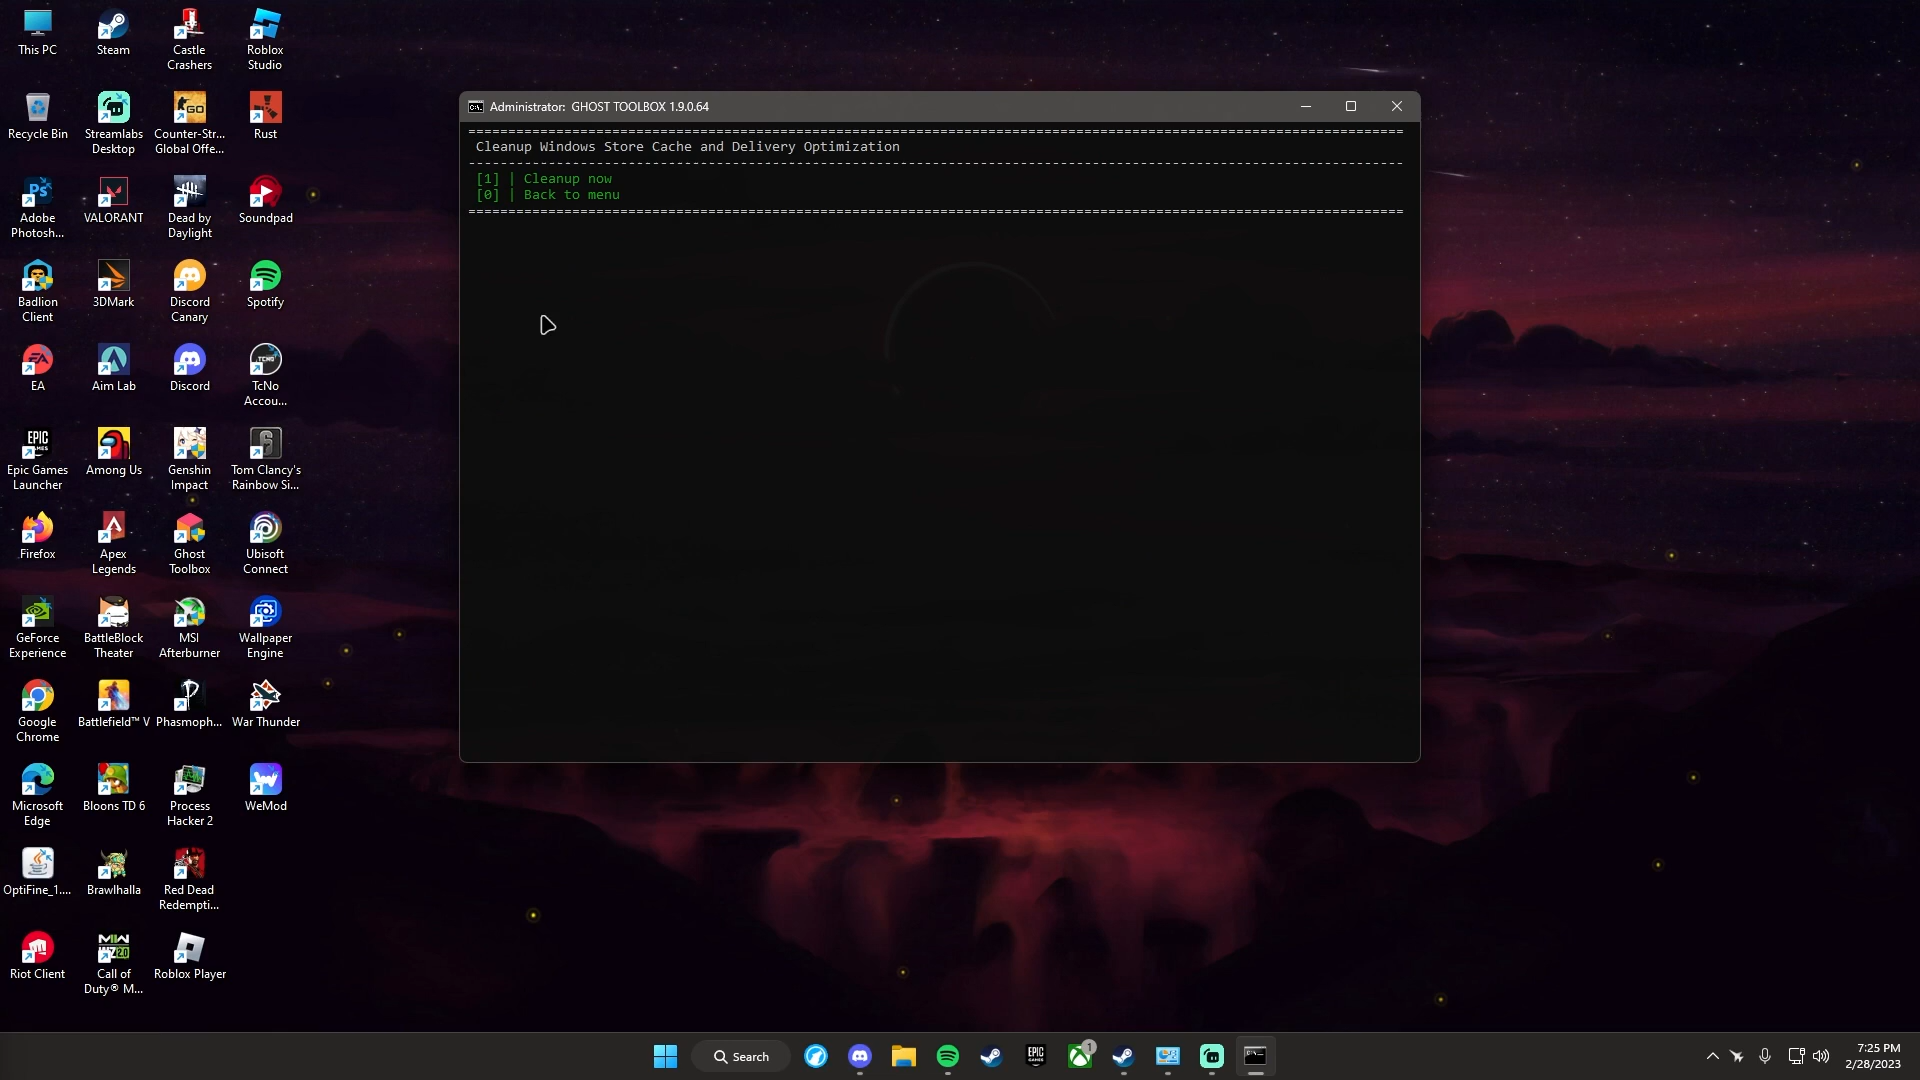 This PC
Steam
Castle
Crashers
Roblox
Studio
Recycle Bin
Streamlabs
Desktop
Counter-Str...
Global Offe...
Rust
Adobe
Photosh...
VALORANT
Dead by
Daylight
Soundpad
Badlion
Client
3DMark
Discord
Canary
Spotify
EA
Aim Lab
Discord
TcNo
Accou...
Epic Games
Launcher
Among Us
Genshin
Impact
Tom Clancy's
Rainbow Si...
Firefox
Apex
Legends
Ghost
Toolbox
Ubisoft
Connect
GeForce
Experience
BattleBlock
Theater
MSI
Afterburner
Wallpaper
Engine
Google
Chrome
Battlefield™ V
Phasmoph...
War Thunder
Microsoft
Edge
Bloons TD 6
Process
Hacker 2
WeMod
OptiFine_1....
Brawlhalla
Red Dead
Redempti...
Riot Client
Call of
Duty® M...
Roblox Player
Administrator: GHOST TOOLBOX 1.9.0.64
Cleanup Windows Store Cache and Delivery Optimization
[1] | Cleanup now
[0] | Back to menu
Search
1
7:25 PM
2/28/2023